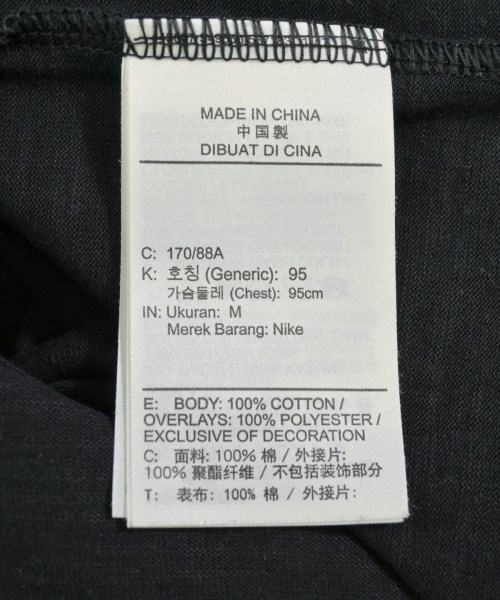 MADE IN CHINA
中国製
DIBUAT DI CINA
C: 170/88A
K: 호칭 (Generic): 95
가슴둘레 (Chest): 95cm
IN: Ukuran: M
Merek Barang: Nike
E: BODY: 100% COTTON /
OVERLAYS: 100% POLYESTER /
EXCLUSIVE OF DECORATION
C: 面料: 100% 棉 / 外接片:
100% 聚酯纤维 / 不包括装饰部分
T: 表布: 100% 棉 / 外接片: